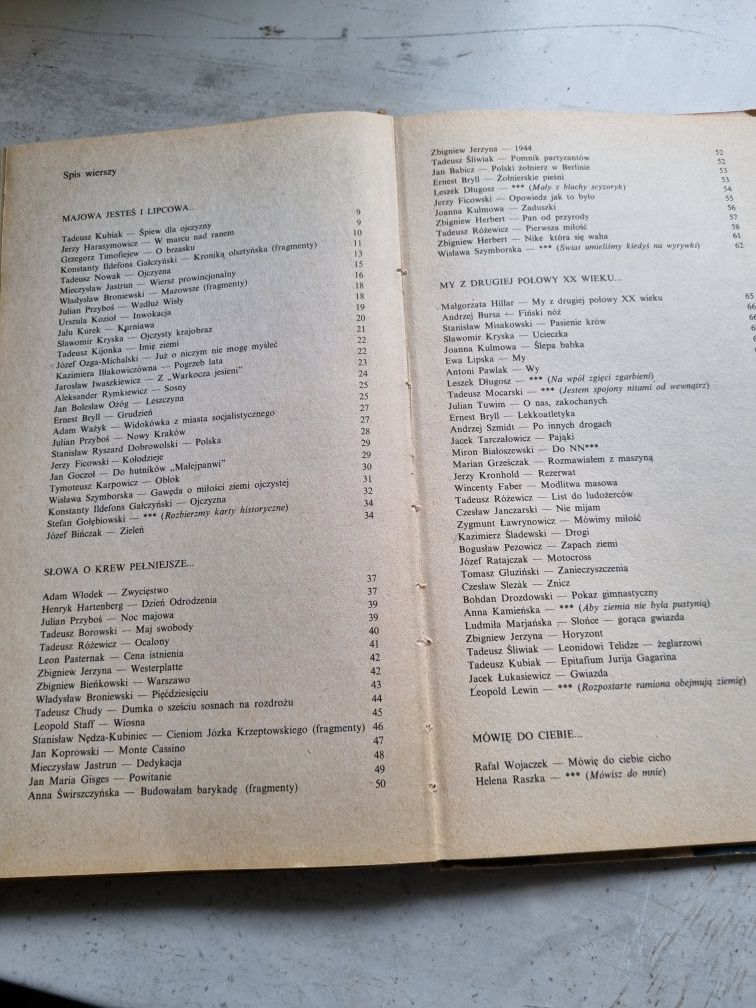 Spis wierszy
MAJOWA JESTEŚ I LIPCOWA...
Tadeusz Kubiak — Śpiew dla ojczyzny 9
Jerzy Harasymowicz — W marcu nad ranem 9
Grzegorz Timofiejew — O brzasku 10
Konstanty Ildefons Gałczyński — Kroniką olsztyńska (fragmenty) 11
Tadeusz Nowak — Ojczyzna 13
Mieczysław Jastrun — Wiersz prowincjonalny 15
Władysław Broniewski — Mazowsze (fragmenty) 16
Julian Przyboś — Wzdłuż Wisły 18
Urszula Kozioł — Inwokacja 18
Jalu Kurek — Kurniawa 19
Sławomir Kryska — Ojczysty krajobraz 20
Tadeusz Kijonka — Imię ziemi 21
Józef Ozga-Michalski — Już o niczym nie mogę myśleć 22
Kazimiera Iłłakowiczówna — Pogrzeb lata 22
Jarosław Iwaszkiewicz — Z „Warkocza jesieni” 23
Aleksander Rymkiewicz — Sosny 24
Jan Bolesław Ożóg — Leszczyna 25
Ernest Bryll — Grudzień 25
Adam Ważyk — Widokówka z miasta socjalistycznego 27
Julian Przyboś — Nowy Kraków 27
Stanisław Ryszard Dobrowolski — Polska 28
Jerzy Ficowski — Kołodzieje 29
Jan Goczoł — Do hutników „Małejpanwi” 29
Tymoteusz Karpowicz — Obłok 30
Wisława Szymborska — Gawęda o miłości ziemi ojczystej 31
Konstanty Ildefons Gałczyński — Ojczyzna 32
Stefan Gołębiowski — *** (Rozbierzmy karty historyczne) 34
Józef Bińczak — Zieleń 34
SŁOWA O KREW PEŁNIEJSZE...
Adam Włodek — Zwycięstwo 37
Henryk Hartenberg — Dzień Odrodzenia 37
Julian Przyboś — Noc majowa 39
Tadeusz Borowski — Maj swobody 39
Tadeusz Różewicz — Ocalony 40
Leon Pasternak — Cena istnienia 41
Zbigniew Jerzyna — Westerplatte 42
Zbigniew Bieńkowski — Warszawo 42
Władysław Broniewski — Pięćdziesięciu 43
Tadeusz Chudy — Dumka o sześciu sosnach na rozdrożu 44
Leopold Staff — Wiosna 45
Stanisław Nędza-Kubiniec — Cieniom Józka Krzeptowskiego (fragmenty) 46
Jan Koprowski — Monte Cassino 47
Mieczysław Jastrun — Dedykacja 48
Jan Maria Gisges — Powitanie 49
Anna Świrszczyńska — Budowałam barykadę (fragmenty) 50
Zbigniew Jerzyna — 1944 52
Tadeusz Śliwiak — Pomnik partyzantów 52
Jan Babicz — Polski żołnierz w Berlinie 53
Ernest Bryll — Żołnierskie pieśni 53
Leszek Długosz — *** (Mały z blachy scyzoryk) 54
Jerzy Ficowski — Opowiedz jak to było 55
Joanna Kulmowa — Zaduszki 56
Zbigniew Herbert — Pan od przyrody 57
Tadeusz Różewicz — Pierwsza miłość 58
Zbigniew Herbert — Nike która się waha 61
Wisława Szymborska — *** (Świat umieliśmy kiedyś na wyrywki) 62
MY Z DRUGIEJ POŁOWY XX WIEKU...
Małgorzata Hillar — My z drugiej połowy XX wieku 65
Andrzej Bursa — Fiński nóż
Stanisław Misakowski — Pasienie krów
Sławomir Kryska — Ucieczka
Joanna Kulmowa — Ślepa babka
Ewa Lipska — My
Antoni Pawlak — Wy
Leszek Długosz — *** (Na wpół zgięci zgarbieni)
Tadeusz Mocarski — *** (Jestem spojony nitami od wewnątrz)
Julian Tuwim — O nas, zakochanych
Ernest Bryll — Lekkoatletyka
Andrzej Szmidt — Po innych drogach
Jacek Tarczałowicz — Pająki
Miron Białoszewski — Do NN***
Marian Grześczak — Rozmawiałem z maszyną
Jerzy Kronhold — Rezerwat
Wincenty Faber — Modlitwa masowa
Tadeusz Różewicz — List do ludożerców
Czesław Janczarski — Nie mijam
Zygmunt Ławrynowicz — Mówimy miłość
Kazimierz Śladewski — Drogi
Bogusław Pezowicz — Zapach ziemi
Józef Ratajczak — Motocross
Tomasz Gluziński — Zanieczyszczenia
Czesław Ślezák — Znicz
Bohdan Drozdowski — Pokaz gimnastyczny
Anna Kamieńska — *** (Aby ziemia nie była pustynią)
Ludmiła Marjańska — Słońce — gorąca gwiazda
Zbigniew Jerzyna — Horyzont
Tadeusz Śliwiak — Leonidowi Telidze — żeglarzowi
Tadeusz Kubiak — Epitafium Jurija Gagarina
Jacek Łukasiewicz — Gwiazda
Leopold Lewin — *** (Rozpostarte ramiona obejmują ziemię)
MÓWIĘ DO CIEBIE...
Rafał Wojaczek — Mówię do ciebie cicho
Helena Raszka — *** (Mówisz do mnie)